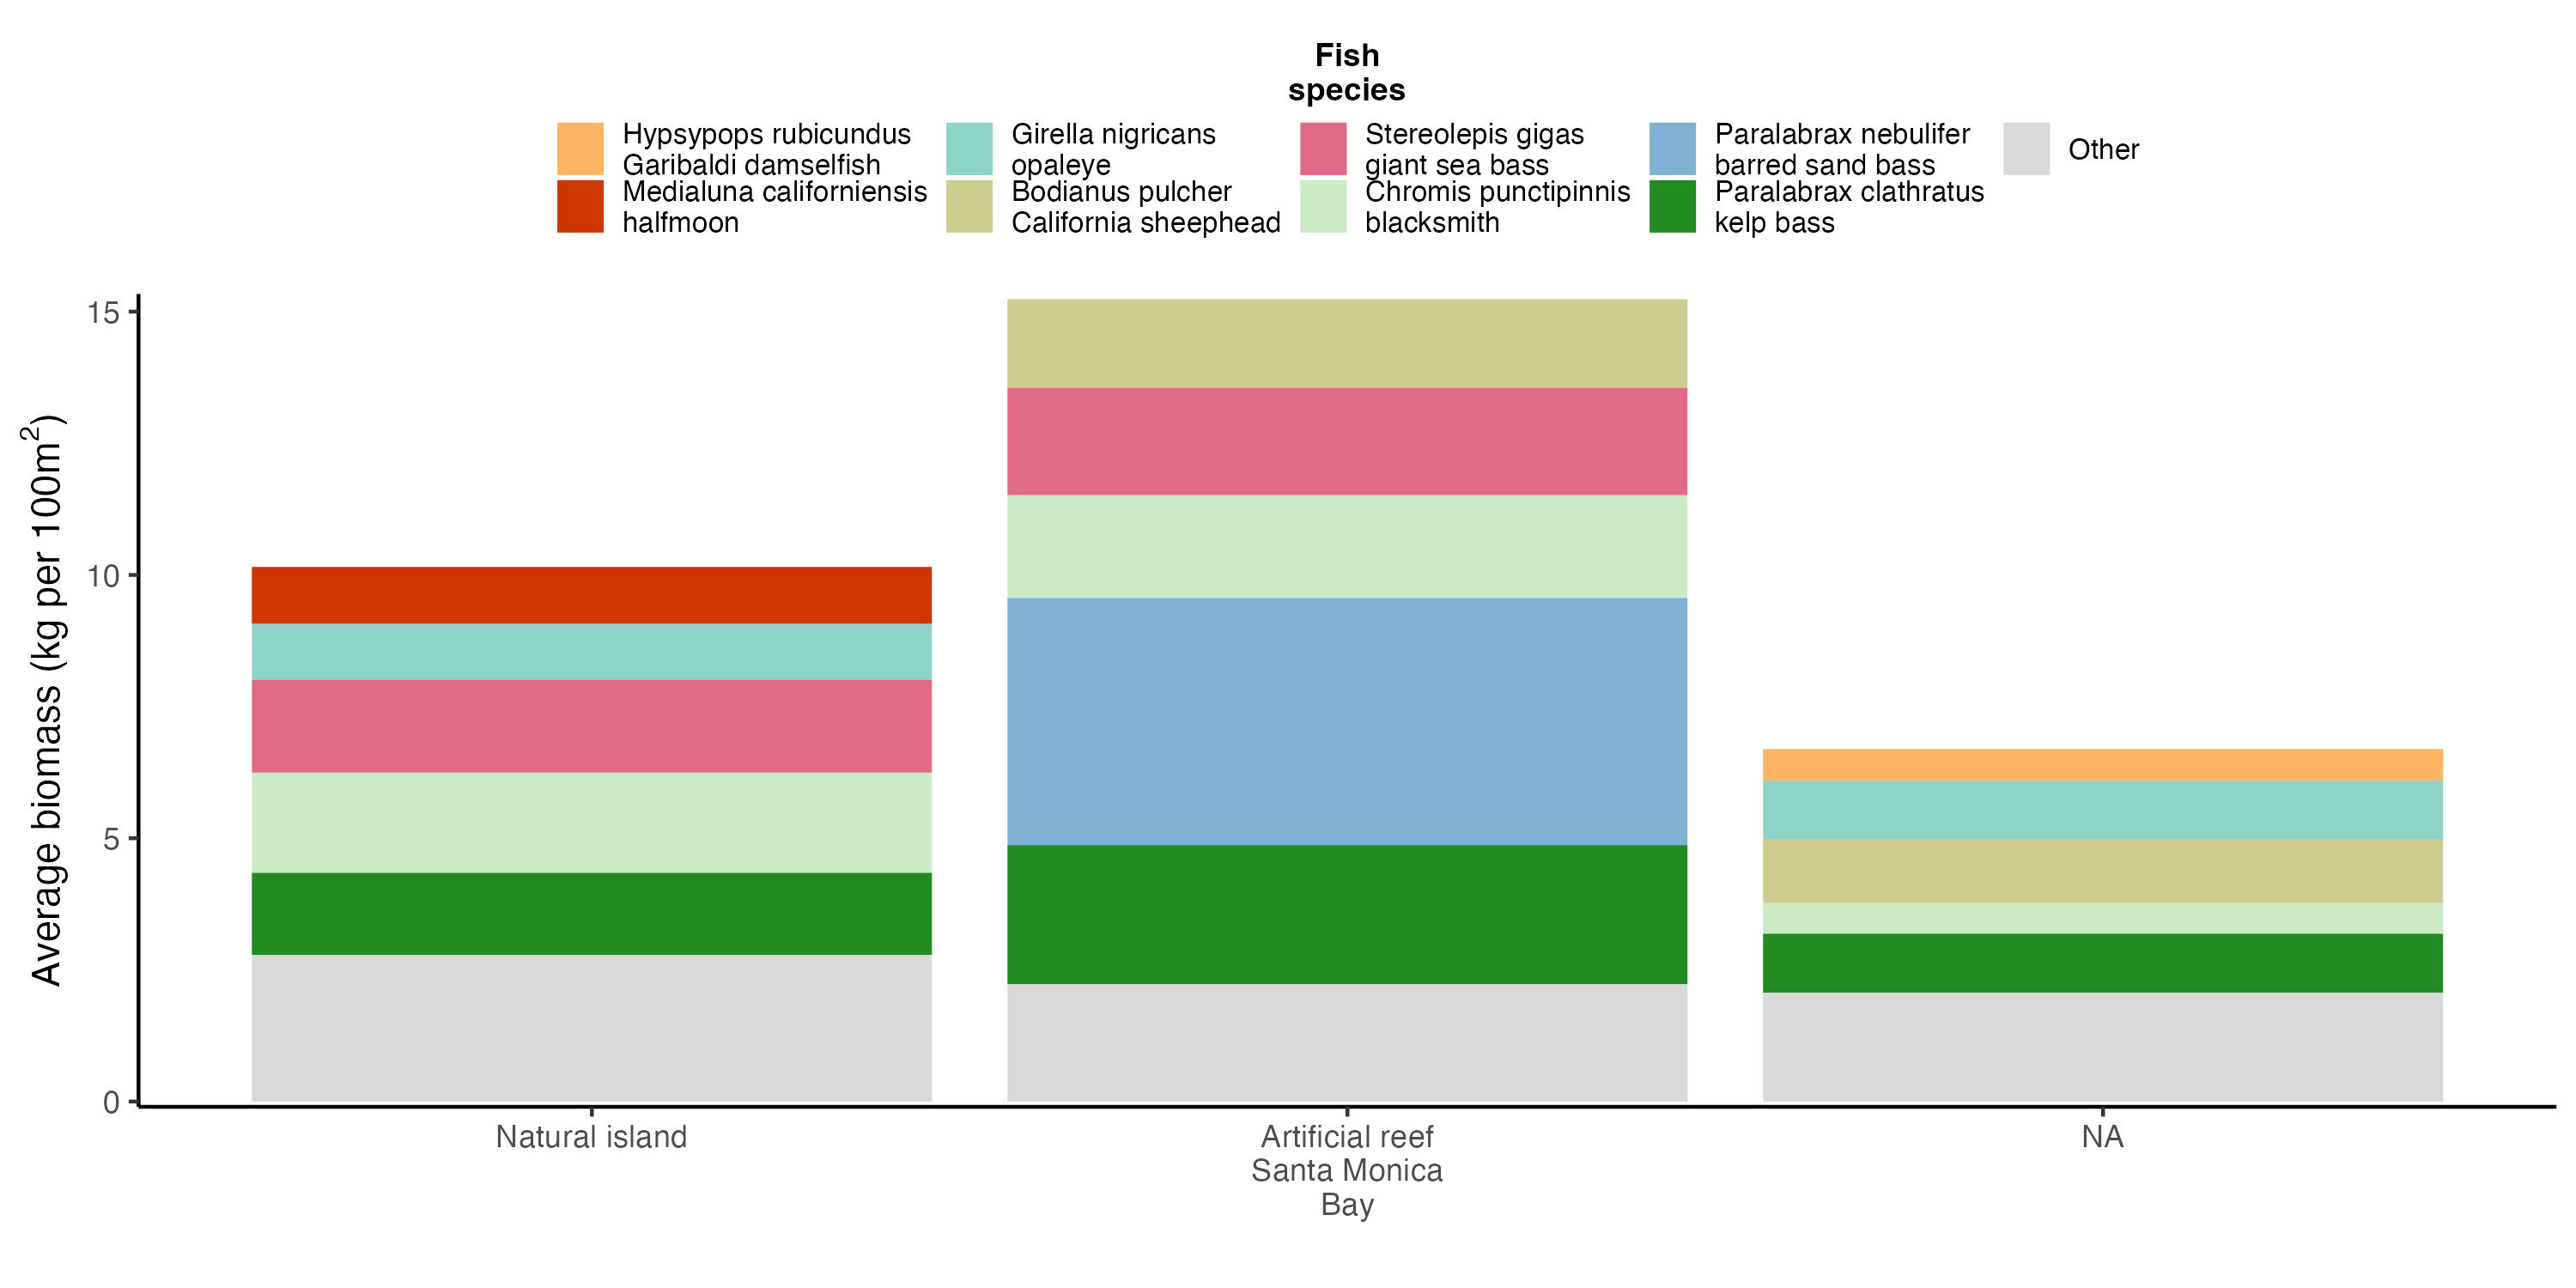 Fish
species
Hypsypops rubicundus
Garibaldi damselfish
Medialuna californiensis
halfmoon
Girella nigricans
opaleye
Bodianus pulcher
California sheephead
Stereolepis gigas
giant sea bass
Chromis punctipinnis
blacksmith
Paralabrax nebulifer
barred sand bass
Paralabrax clathratus
kelp bass
Other
Average biomass (kg per 100m²)
15
10
5
0
Natural island
Artificial reef
Santa Monica
Bay
NA